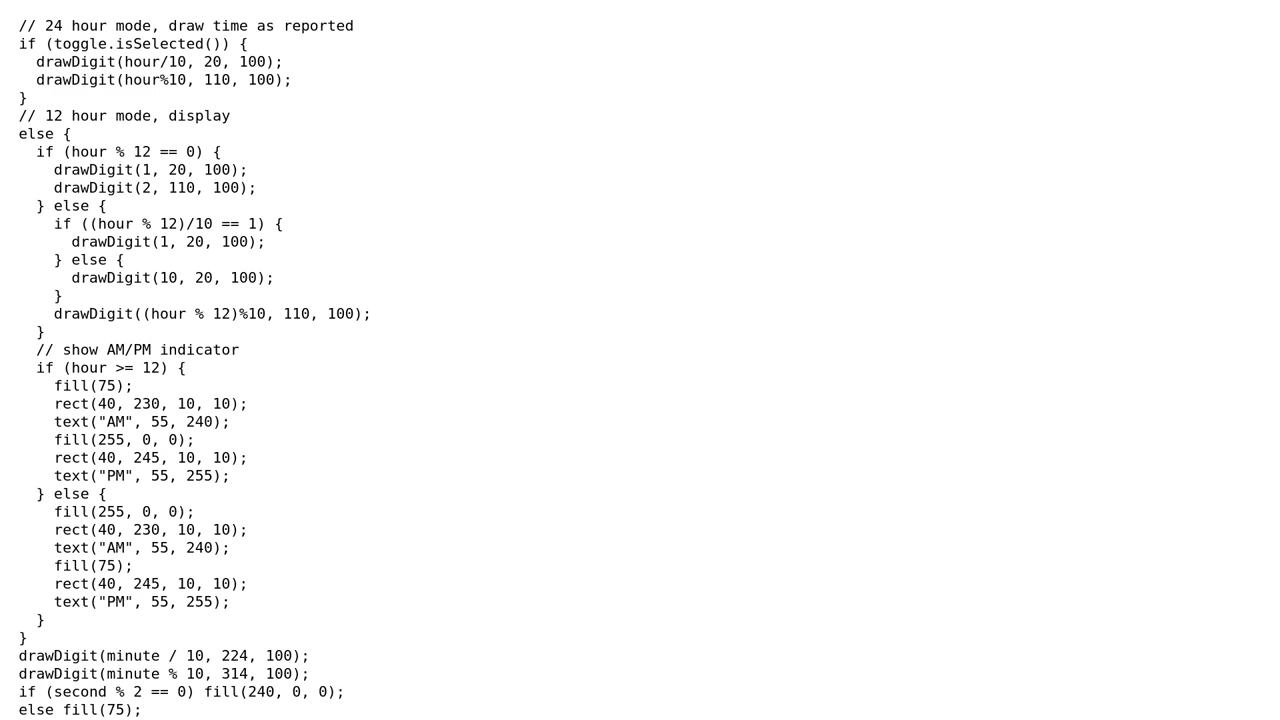 // 24 hour mode, draw time as reported
if (toggle.isSelected()) {
  drawDigit(hour/10, 20, 100);
  drawDigit(hour%10, 110, 100);
}
// 12 hour mode, display
else {
  if (hour % 12 == 0) {
    drawDigit(1, 20, 100);
    drawDigit(2, 110, 100);
  } else {
    if ((hour % 12)/10 == 1) {
      drawDigit(1, 20, 100);
    } else {
      drawDigit(10, 20, 100);
    }
    drawDigit((hour % 12)%10, 110, 100);
  }
  // show AM/PM indicator
  if (hour >= 12) {
    fill(75);
    rect(40, 230, 10, 10);
    text("AM", 55, 240);
    fill(255, 0, 0);
    rect(40, 245, 10, 10);
    text("PM", 55, 255);
  } else {
    fill(255, 0, 0);
    rect(40, 230, 10, 10);
    text("AM", 55, 240);
    fill(75);
    rect(40, 245, 10, 10);
    text("PM", 55, 255);
  }
}
drawDigit(minute / 10, 224, 100);
drawDigit(minute % 10, 314, 100);
if (second % 2 == 0) fill(240, 0, 0);
else fill(75);